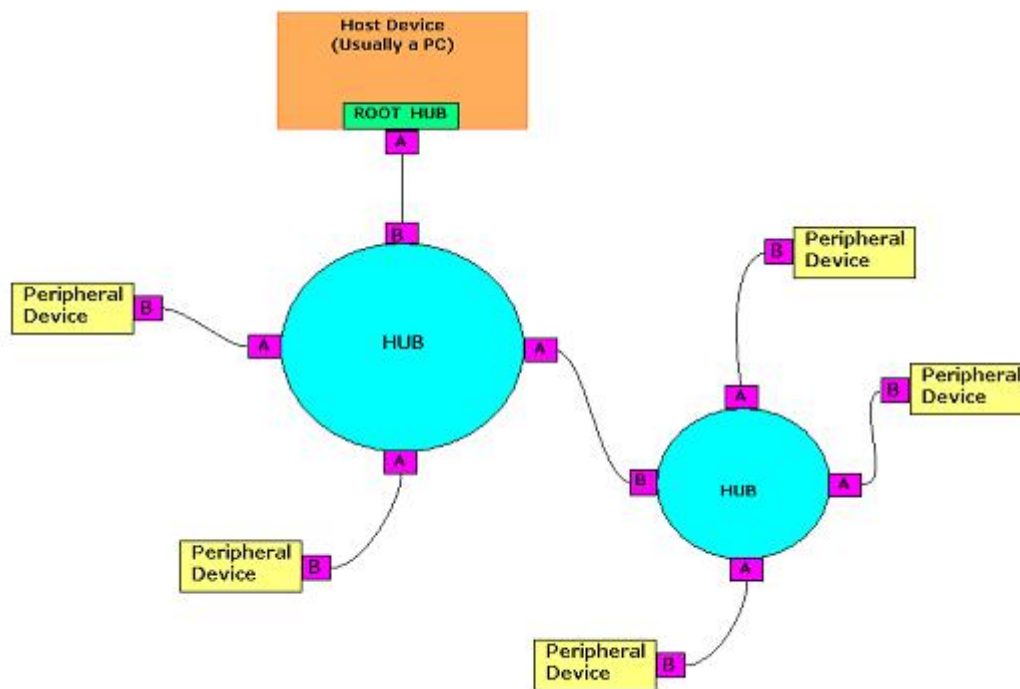 Host Device
(Usually a PC)
ROOT HUB
A
B
B
Peripheral
Device
Peripheral
Device
B
A
HUB
A
B
Peripheral
Device
A
A
B
HUB
A
Peripheral
Device
B
A
Peripheral
Device
B